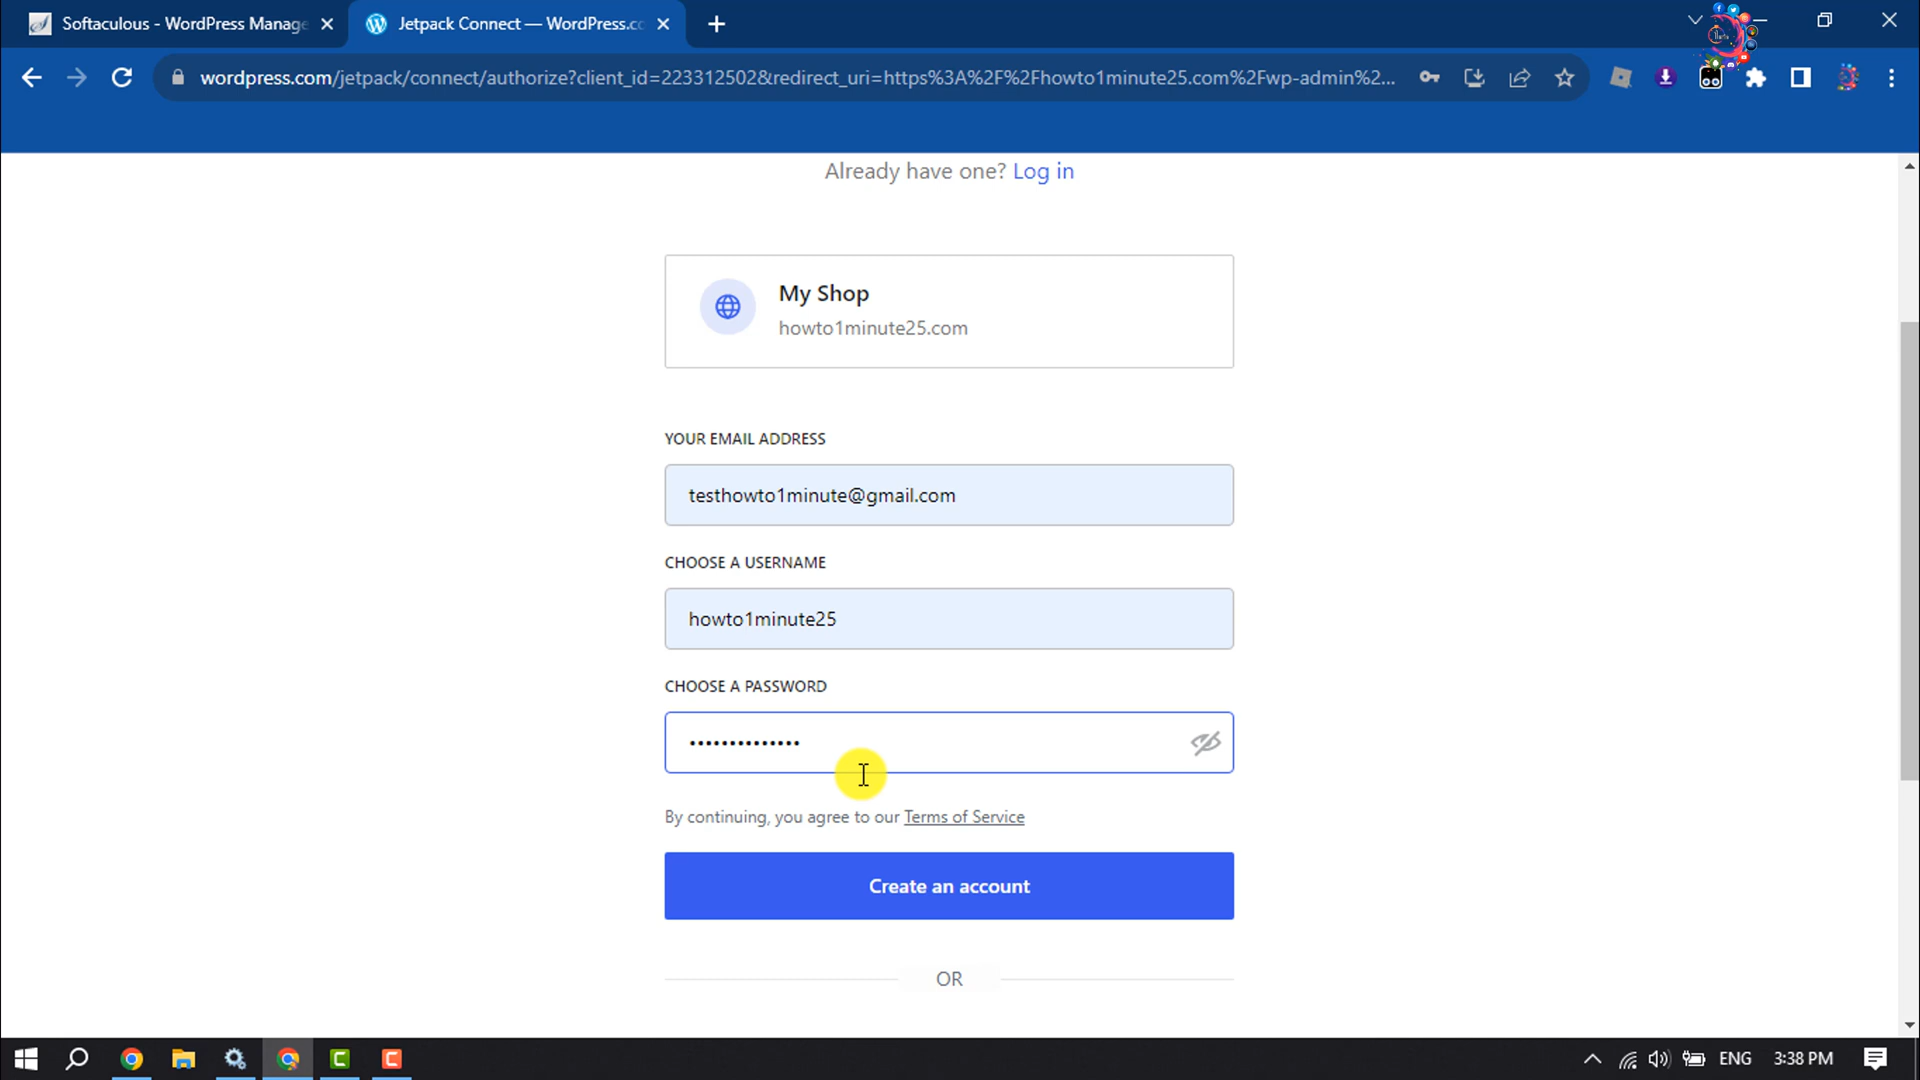 Softaculous - WordPress Manage
Jetpack Connect — WordPress.co
wordpress.com/jetpack/connect/authorize?client_id=223312502&redirect_uri=https%3A%2F%2Fhowto1minute25.com%2Fwp-admin%2...
Already have one? Log in
My Shop
howto1minute25.com
YOUR EMAIL ADDRESS
testhowto1minute@gmail.com
CHOOSE A USERNAME
howto1minute25
CHOOSE A PASSWORD
••••••••••••••
By continuing, you agree to our Terms of Service
Create an account
OR
ENG
3:38 PM